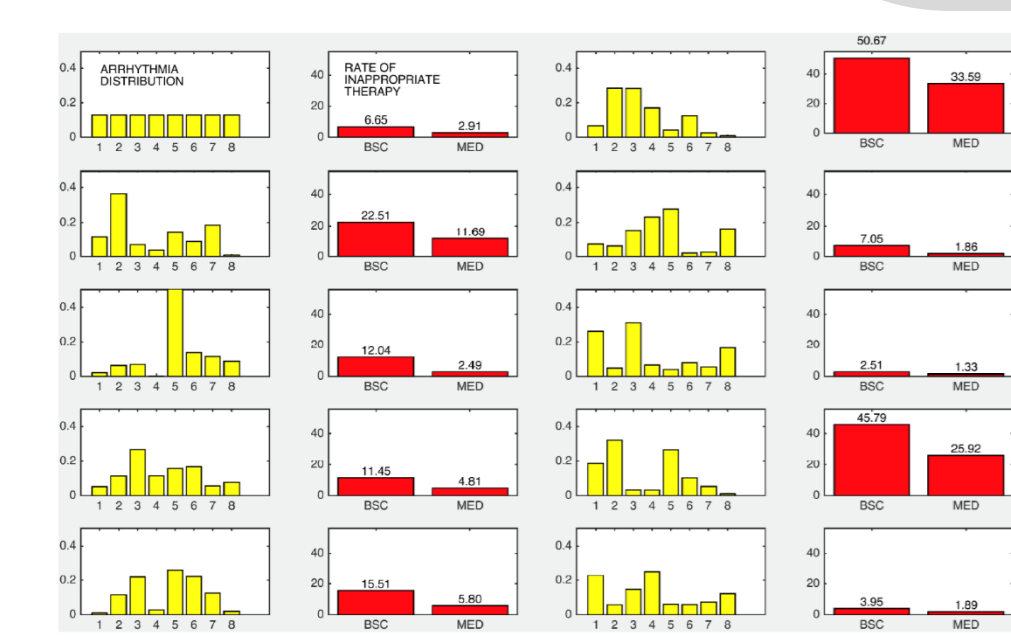 50.67
0.4 ARRHYTHMIA DISTRIBUTION 0.2 0 1 2 3 4 5 6 7 8
40 RATE OF INAPPROPRIATE THERAPY 20 6.65 2.91 0 BSC MED
0.4 0.2 0 1 2 3 4 5 6 7 8
40 33.59 20 0 BSC MED
0.4 0.2 0 1 2 3 4 5 6 7 8
40 22.51 20 11.69 0 BSC MED
0.4 0.2 0 1 2 3 4 5 6 7 8
40 20 7.05 1.86 0 BSC MED
0.4 0.2 0 1 2 3 4 5 6 7 8
40 20 12.04 2.49 0 BSC MED
0.4 0.2 0 1 2 3 4 5 6 7 8
40 20 2.51 1.33 0 BSC MED
0.4 0.2 0 1 2 3 4 5 6 7 8
40 20 11.45 4.81 0 BSC MED
0.4 0.2 0 1 2 3 4 5 6 7 8
45.79 40 25.92 20 0 BSC MED
0.4 0.2 0 1 2 3 4 5 6 7 8
40 20 15.51 5.80 0 BSC MED
0.4 0.2 0 1 2 3 4 5 6 7 8
40 20 3.95 1.89 0 BSC MED